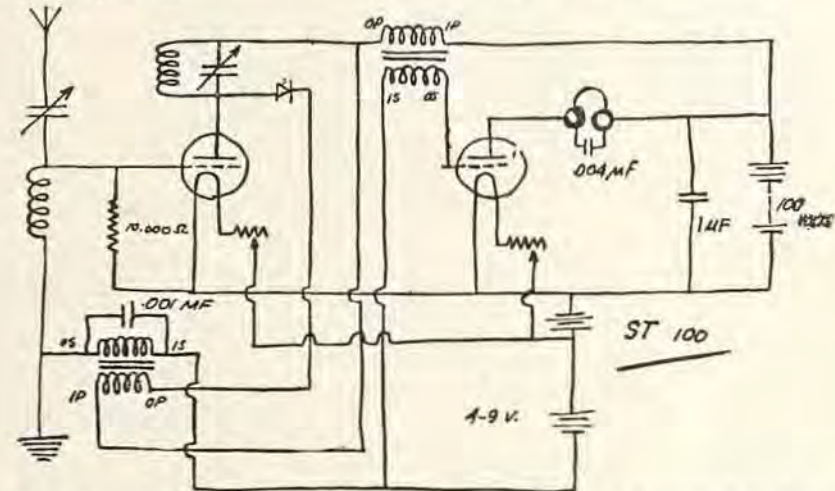 OP IP
IS OS
.004 MF
10.000 Ω
1 MF
100
.001 MF
OS IS
IP OP
ST 100
4-9 V.